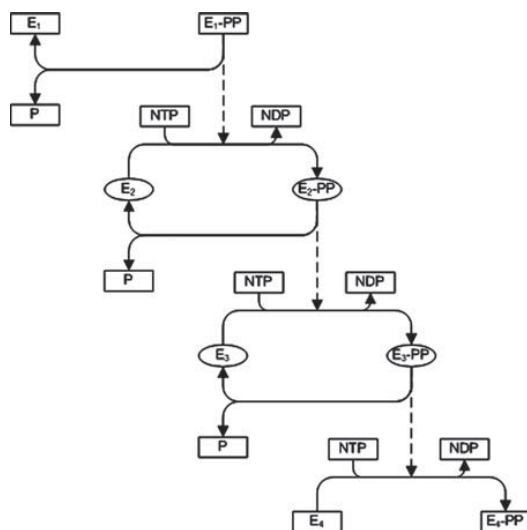 E₁ E₁-PP
P
NTP NDP
E₂ E₂-PP
P
NTP NDP
E₃ E₃-PP
P
NTP NDP
E₄ E₄-PP